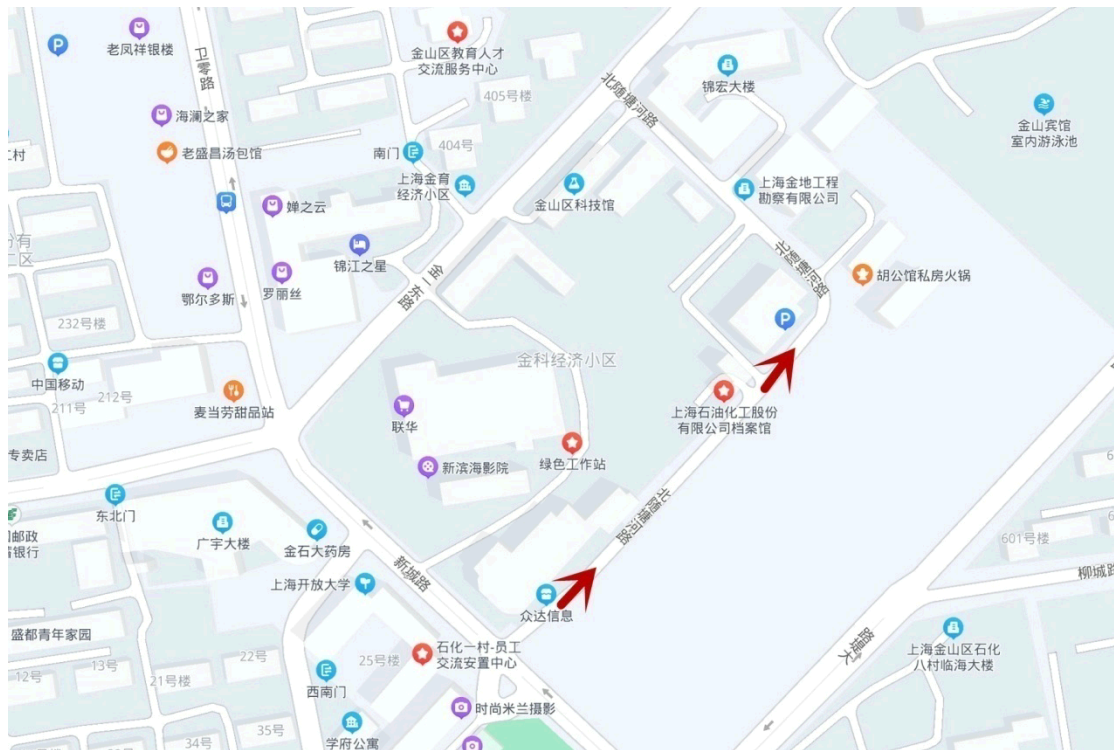 老凤祥银楼
卫零路
金山区教育人才
交流服务中心
405号楼
北随塘河路
锦宏大楼
金山宾馆
室内游泳池
海澜之家
老盛昌汤包馆
南门
404号
上海金育
经济小区
金山区科技馆
上海金地工程
勘察有限公司
婵之云
锦江之星
金一东路
北随塘河路
胡公馆私房火锅
二区
鄂尔多斯
罗丽丝
232号楼
金科经济小区
中国移动
211号
212号
麦当劳甜品站
联华
上海石油化工股份
有限公司档案馆
专卖店
新滨海影院
绿色工作站
东北门
广宇大楼
金石大药房
北随塘河路
601号楼
柳城路
上海开放大学
新城路
众达信息
盛都青年家园
石化一村-员工
交流安置中心
25号楼
12号
13号
21号楼
22号
西南门
大堤路
上海金山区石化
八村临海大楼
时尚米兰摄影
学府公寓
34号
35号